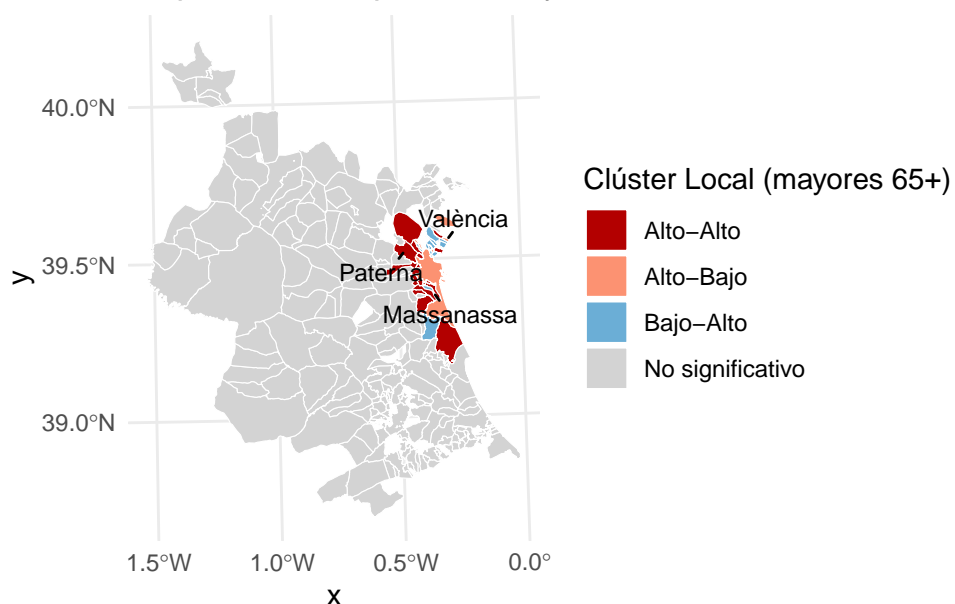 40.0°N
39.5°N
39.0°N
1.5°W
1.0°W
0.5°W
0.0°
x
y
València
Paterna
Massanassa
Clúster Local (mayores 65+)
Alto−Alto
Alto−Bajo
Bajo−Alto
No significativo